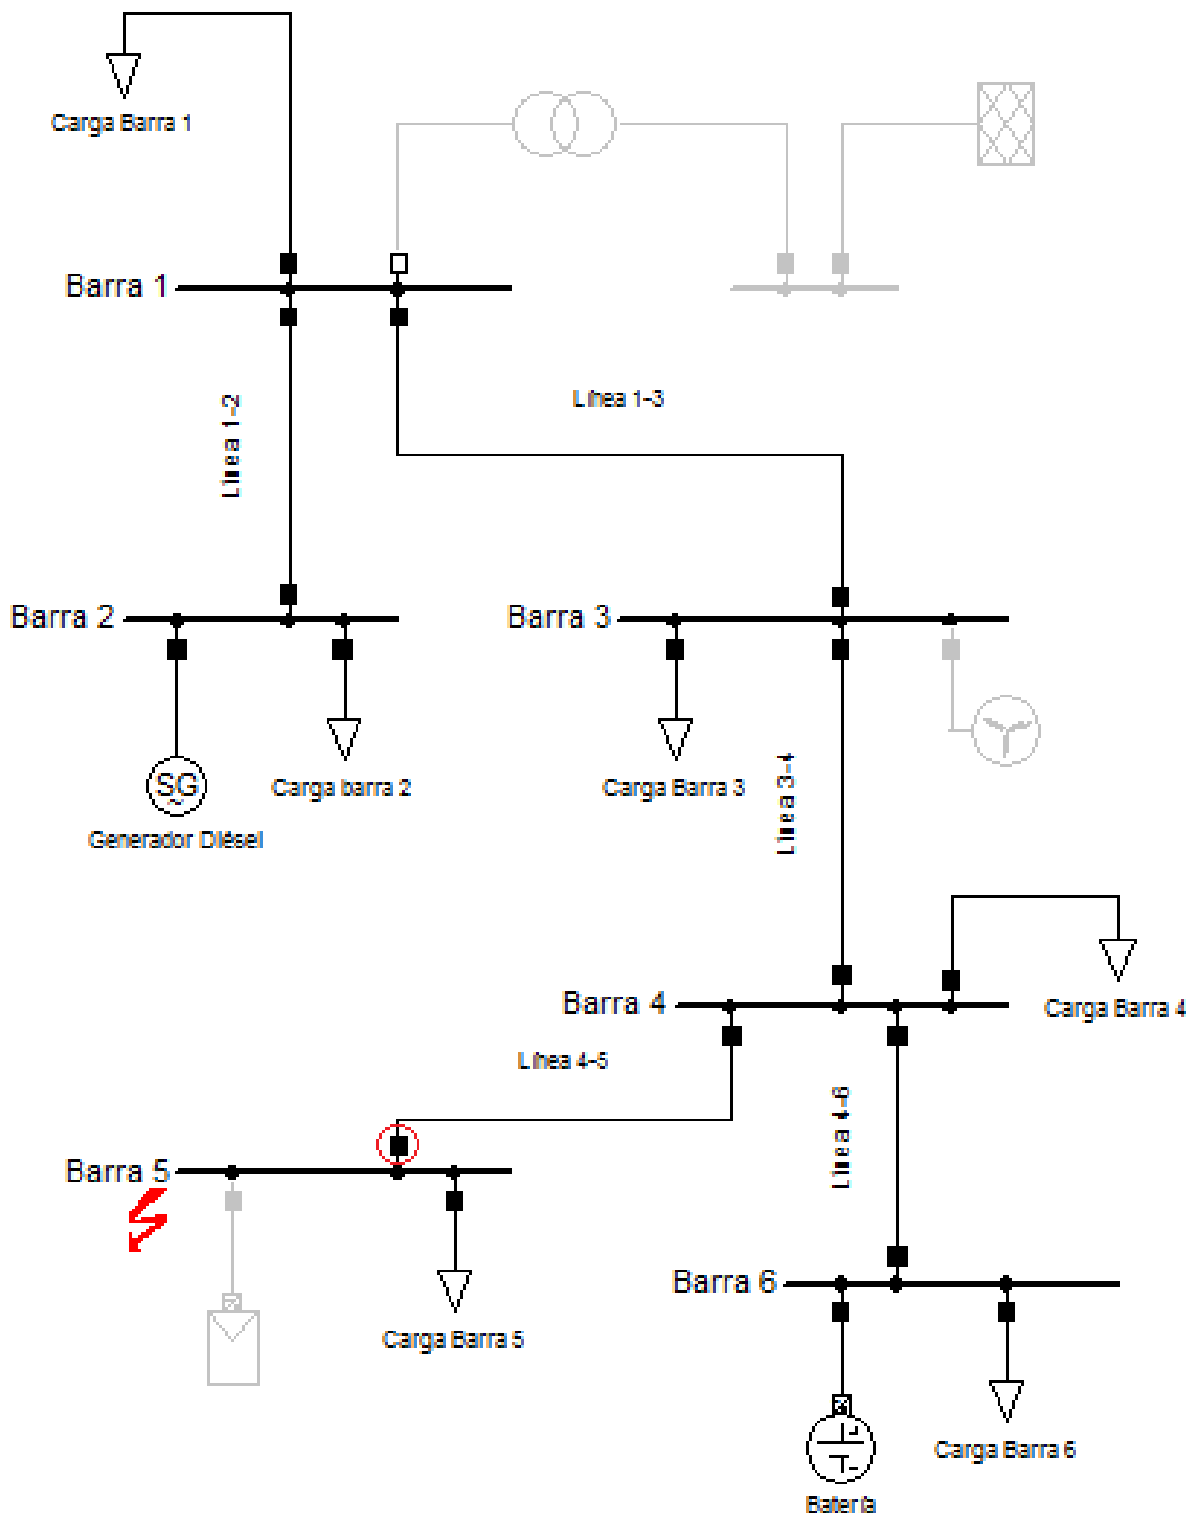 Carga Barra 1
Barra 1
Línea 1-2
Línea 1-3
Barra 2
Barra 3
SG
~
Carga barra 2
Carga Barra 3
Línea 3-4
Generador Diésel
Barra 4
Carga Barra 4
Línea 4-5
Línea 4-6
Barra 5
Barra 6
Carga Barra 5
Carga Barra 6
Batería